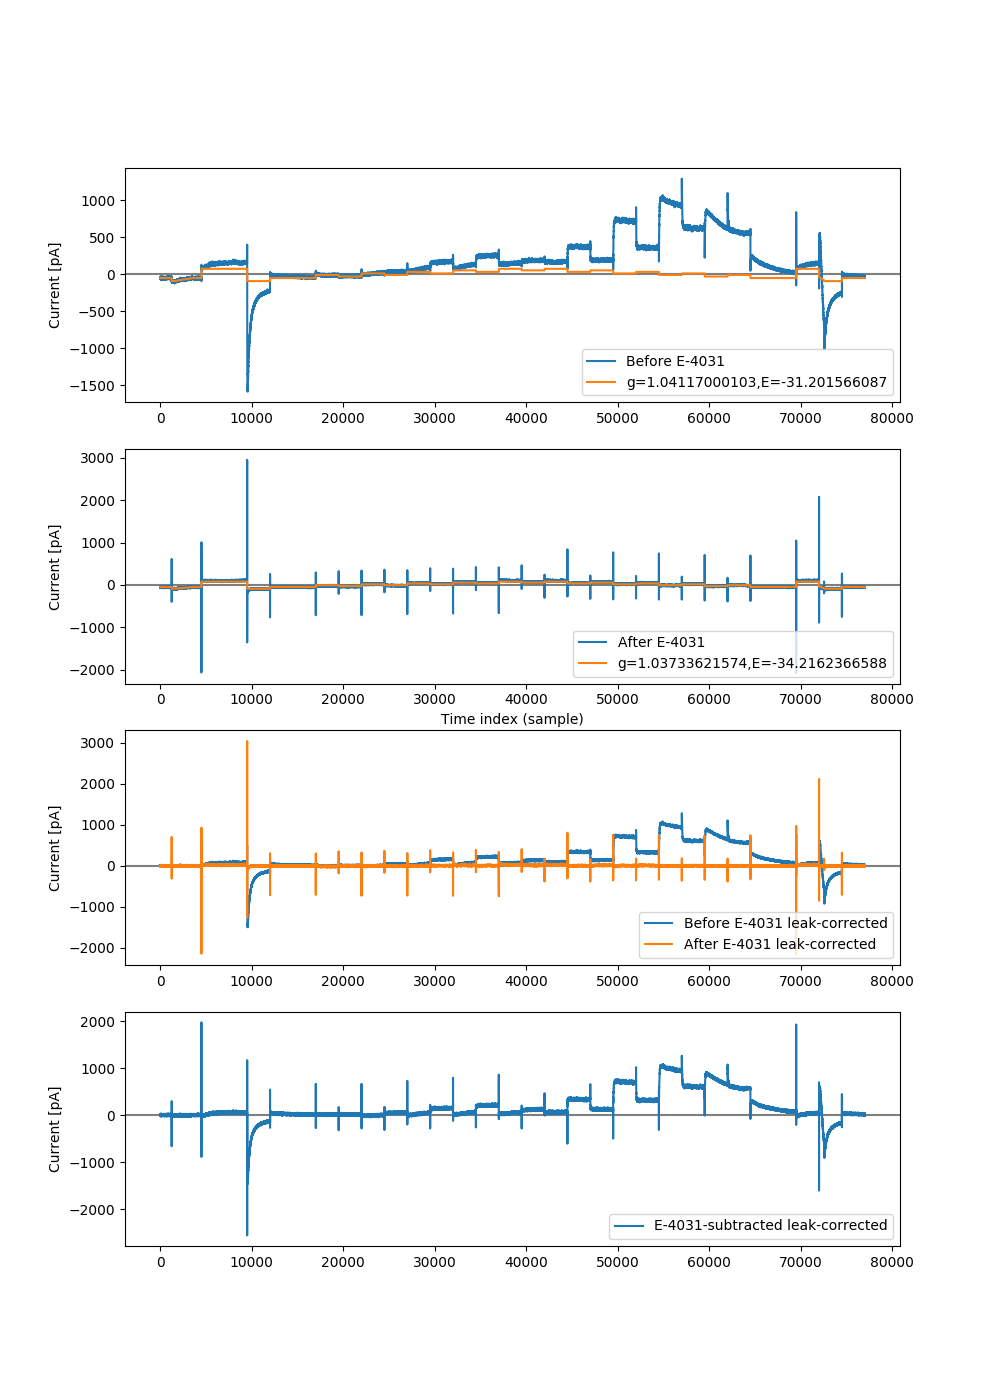 1000
500
0
−500
−1000
−1500
Current [pA]
Before E-4031
g=1.04117000103,E=-31.201566087
0 10000 20000 30000 40000 50000 60000 70000 80000
3000
2000
1000
0
−1000
−2000
Current [pA]
After E-4031
g=1.03733621574,E=-34.2162366588
0 10000 20000 30000 40000 50000 60000 70000 80000
Time index (sample)
3000
2000
1000
0
−1000
−2000
Current [pA]
Before E-4031 leak-corrected
After E-4031 leak-corrected
0 10000 20000 30000 40000 50000 60000 70000 80000
2000
1000
0
−1000
−2000
Current [pA]
E-4031-subtracted leak-corrected
0 10000 20000 30000 40000 50000 60000 70000 80000